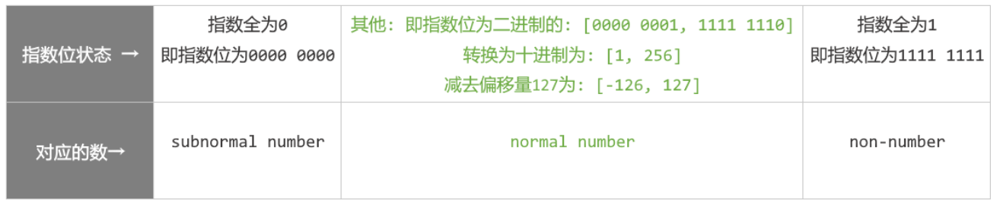 指数位状态 →
指数全为0
即指数位为0000 0000
其他: 即指数位为二进制的: [0000 0001, 1111 1110]
转换为十进制为: [1, 256]
减去偏移量127为: [-126, 127]
指数全为1
即指数位为1111 1111
对应的数→
subnormal number
normal number
non-number